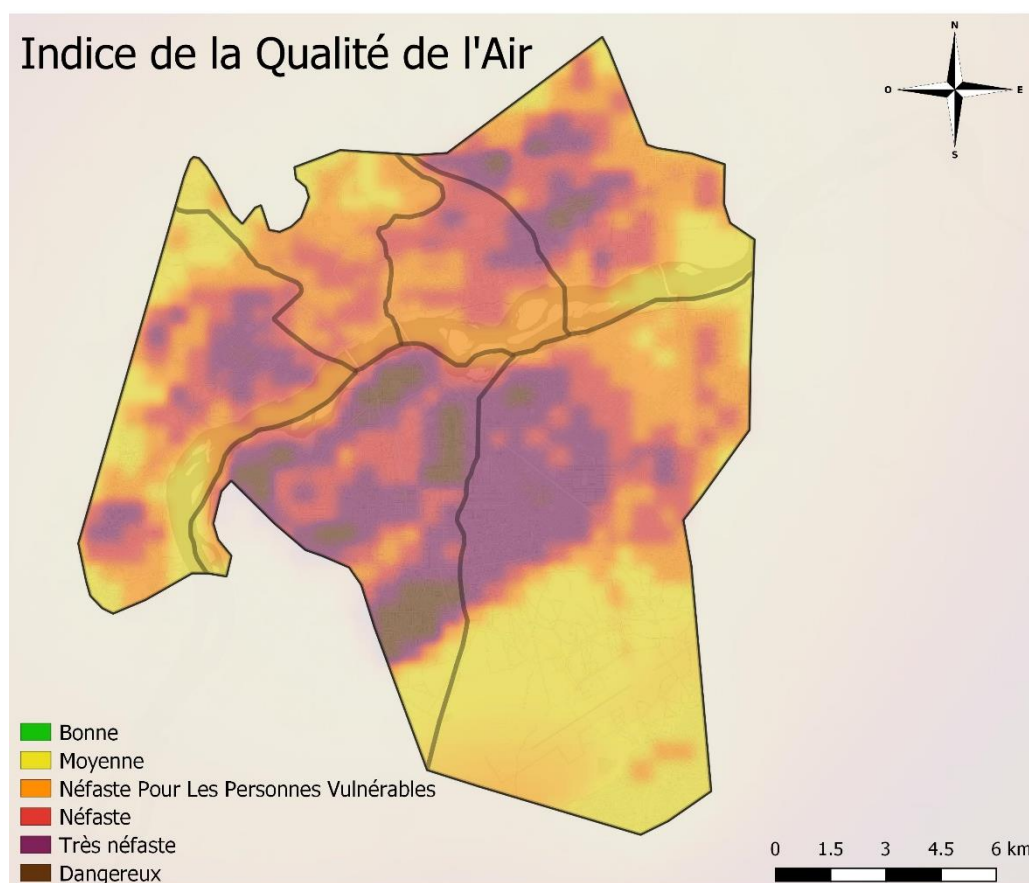 Indice de la Qualité de l'Air
N
O
E
S
Bonne
Moyenne
Néfaste Pour Les Personnes Vulnérables
Néfaste
Très néfaste
Dangereux
0 1.5 3 4.5 6 km